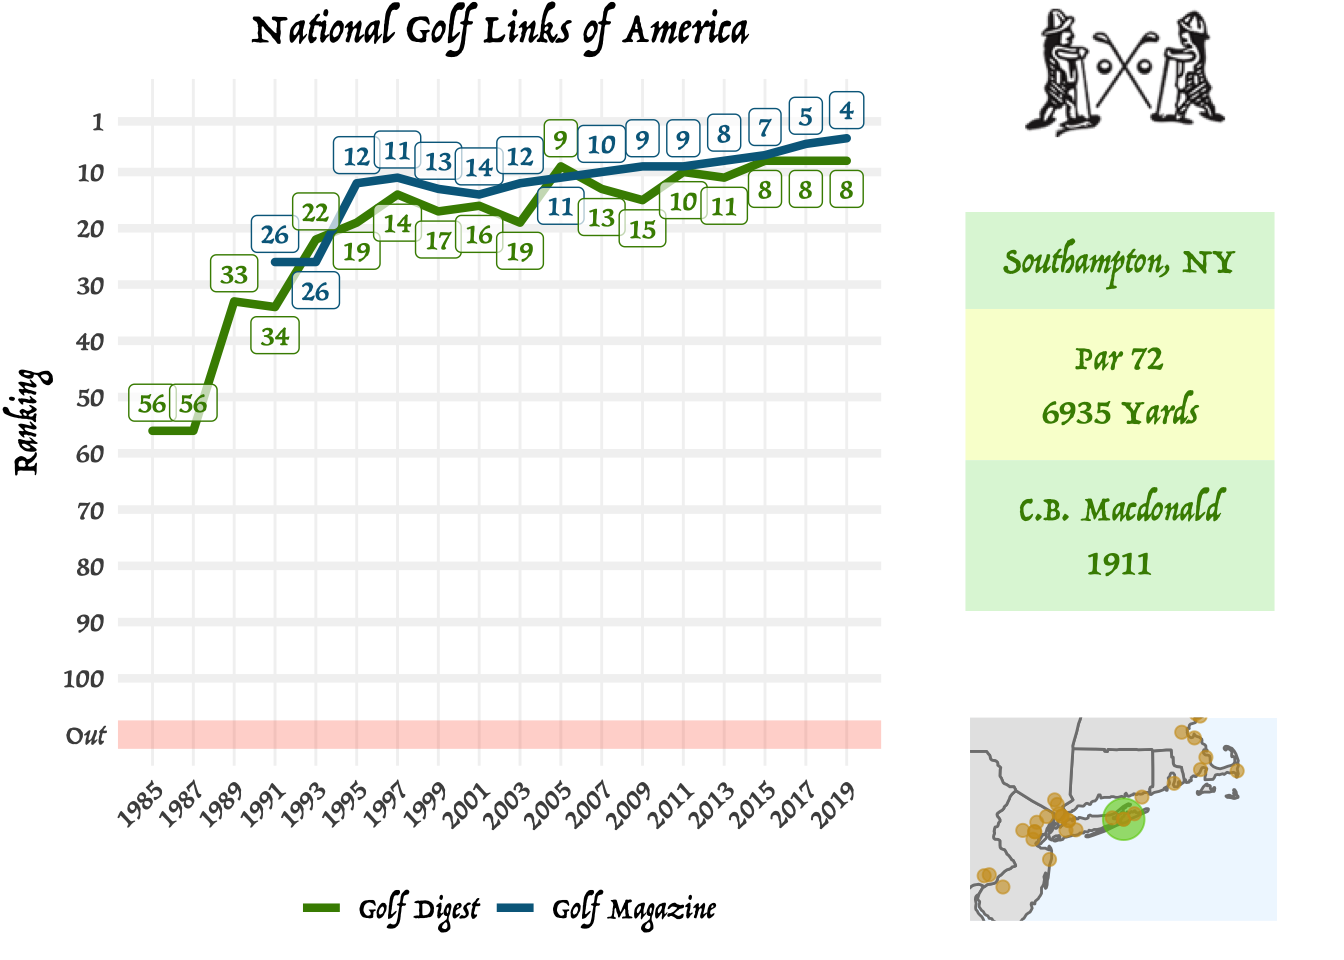 National Golf Links of America
Ranking
1
10
20
30
40
50
60
70
80
90
100
Out
56 56 33 34 22 19 14 17 16 19 9 13 15 10 11 8 8 8
26 26 12 11 13 14 12 11 10 9 9 8 7 5 4
1985 1987 1989 1991 1993 1995 1997 1999 2001 2003 2005 2007 2009 2011 2013 2015 2017 2019
Golf Digest Golf Magazine
Southampton, NY
Par 72
6935 Yards
C.B. Macdonald
1911